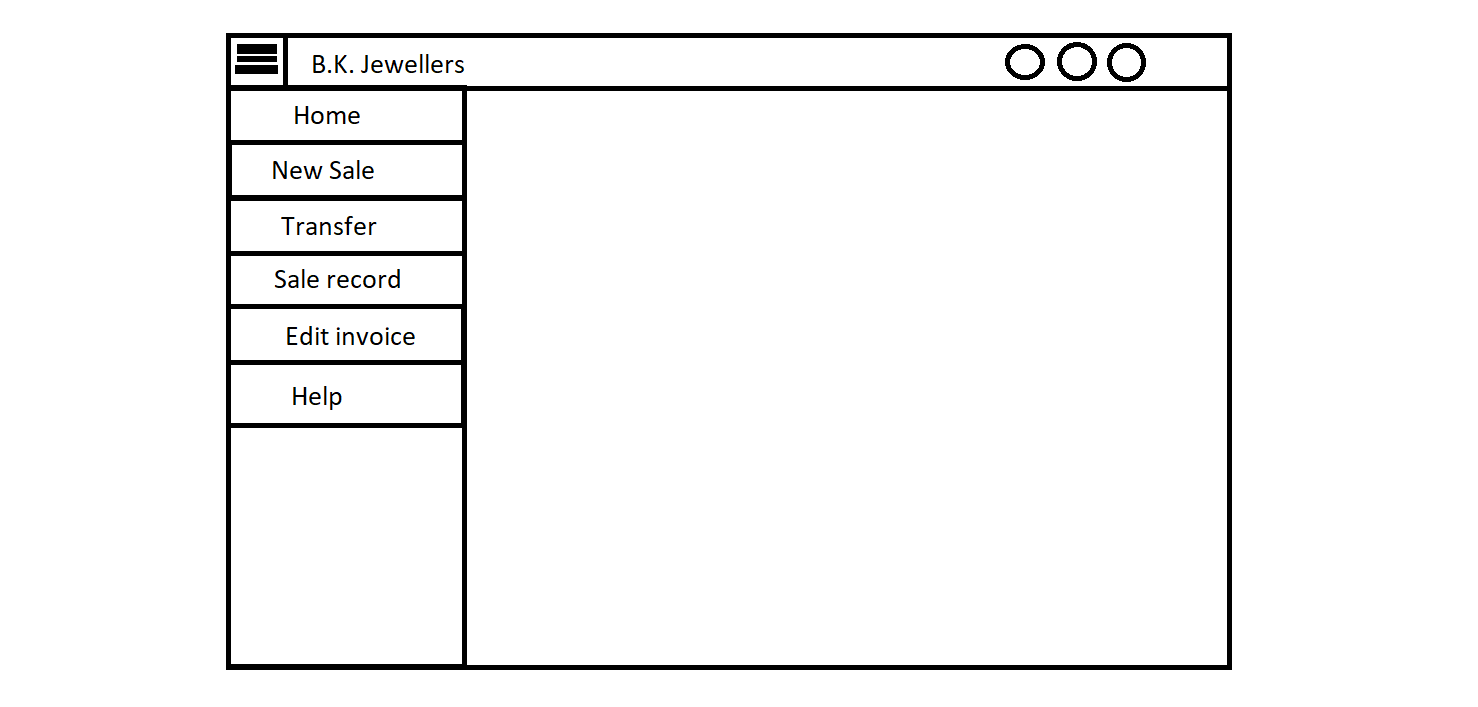 B.K. Jewellers
Home
New Sale
Transfer
Sale record
Edit invoice
Help